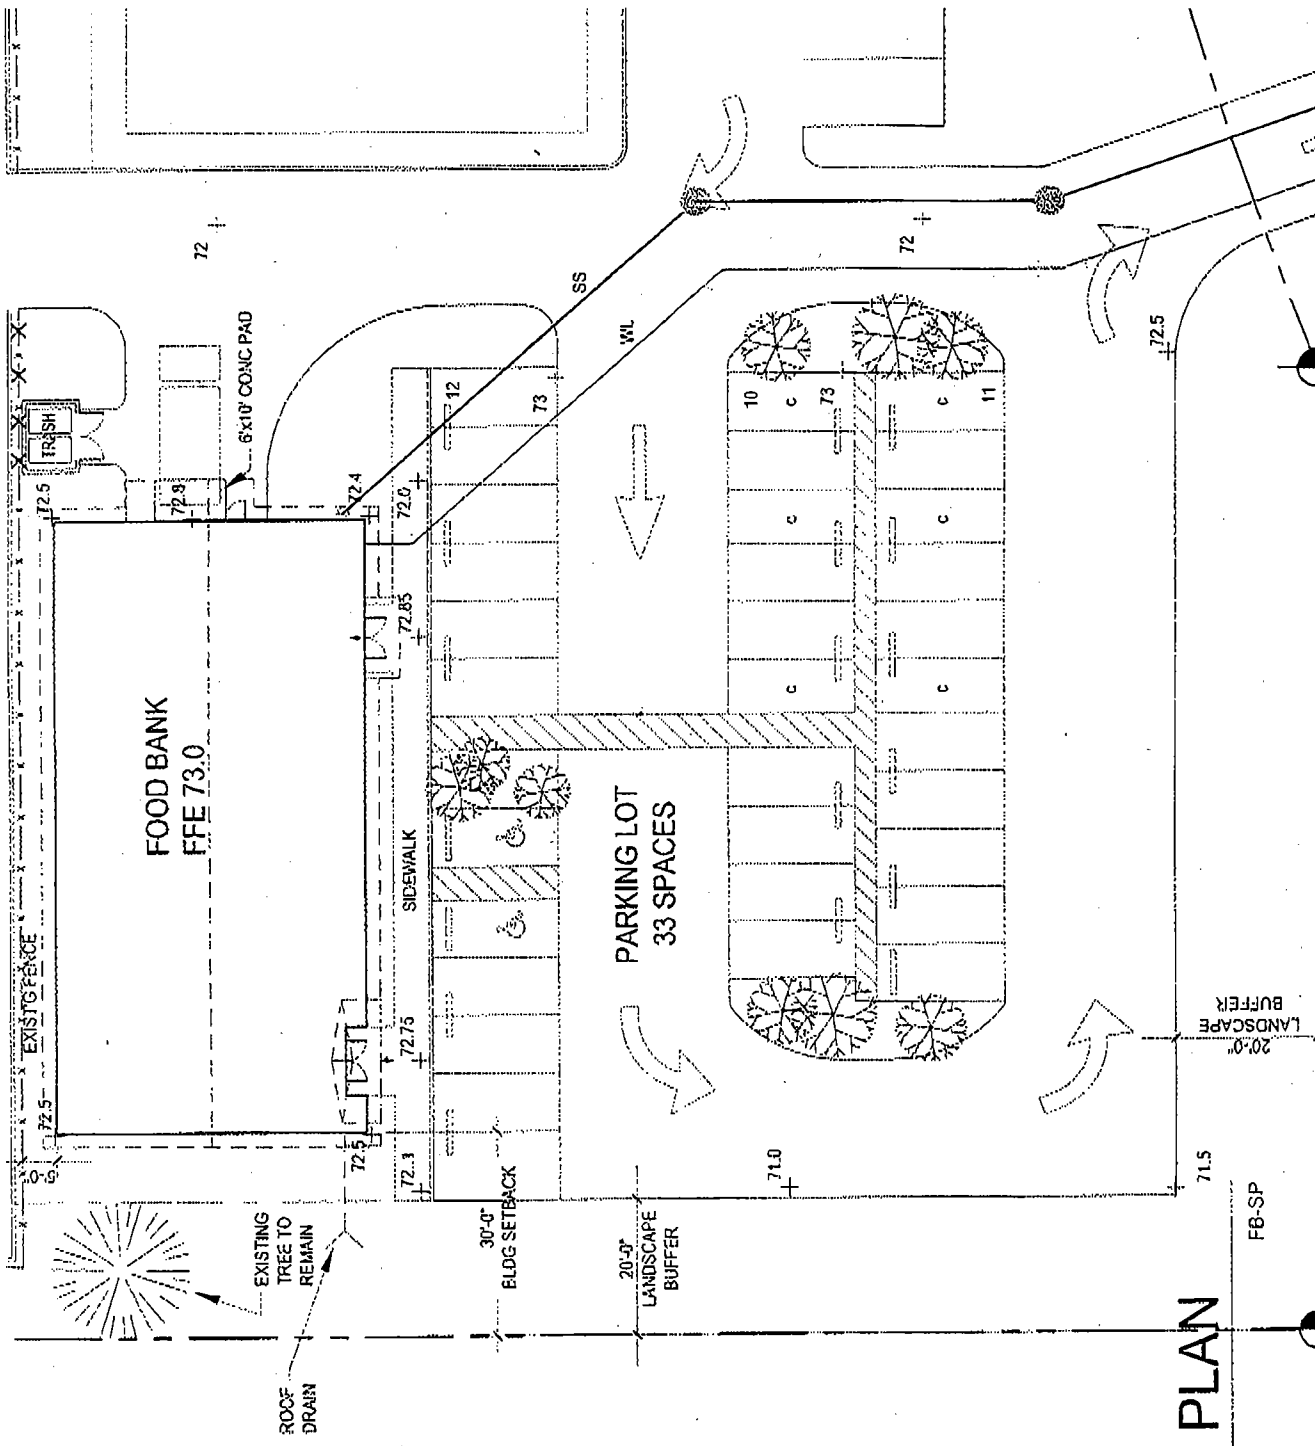 EXIST'G FENCE
TRASH
72
72.5
72.8
6'x10' CONC PAD
72.4
72.0
SS
WL
12
73
72
72.5
FOOD BANK
FFE 73.0
72.85
10
C
73
C
11
C
C
C
C
SIDEWALK
PARKING LOT
33 SPACES
72.5
5'-0"
72.75
72.5
72.3
71.0
71.5
20'-0"
LANDSCAPE
BUFFER
EXISTING
TREE TO
REMAIN
ROOF
DRAIN
30'-0"
BLDG SETBACK
20'-0"
LANDSCAPE
BUFFER
PLAN
FB-SP